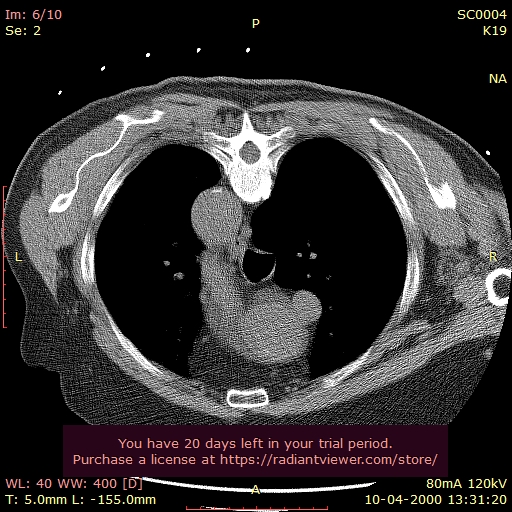 Im: 6/10
Se: 2
P
SC0004
K19
NA
L
R
You have 20 days left in your trial period.
Purchase a license at https://radiantviewer.com/store/
WL: 40 WW: 400 [D]
T: 5.0mm L: -155.0mm
A
80mA 120kV
10-04-2000 13:31:20